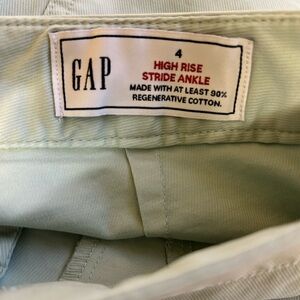 GAP
4
HIGH RISE
STRIDE ANKLE
MADE WITH AT LEAST 90%
REGENERATIVE COTTON.